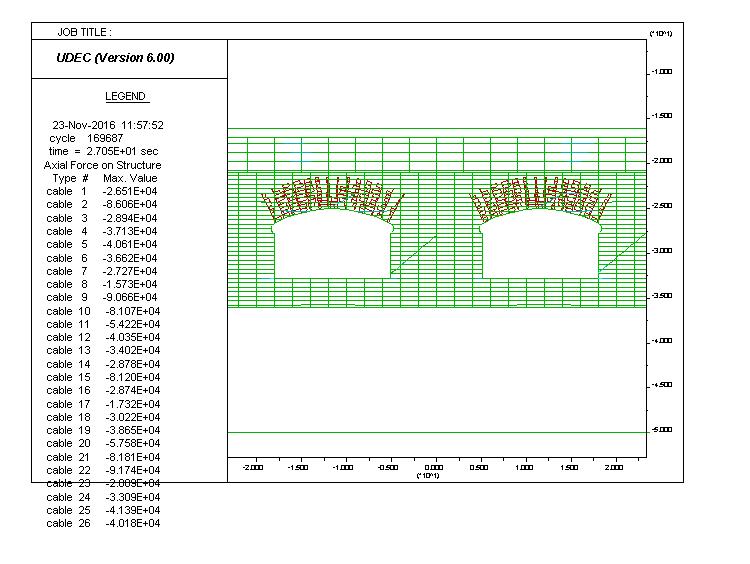 JOB TITLE :
UDEC (Version 6.00)
LEGEND
23-Nov-2016 11:57:52
cycle 169687
time = 2.705E+01 sec
Axial Force on Structure
Type # Max. Value
cable 1 -2.651E+04
cable 2 -8.606E+04
cable 3 -2.894E+04
cable 4 -3.713E+04
cable 5 -4.061E+04
cable 6 -3.662E+04
cable 7 -2.727E+04
cable 8 -1.573E+04
cable 9 -9.066E+04
cable 10 -8.107E+04
cable 11 -5.422E+04
cable 12 -4.035E+04
cable 13 -3.402E+04
cable 14 -2.878E+04
cable 15 -8.120E+04
cable 16 -2.874E+04
cable 17 -1.732E+04
cable 18 -3.022E+04
cable 19 -3.865E+04
cable 20 -5.758E+04
cable 21 -8.181E+04
cable 22 -9.174E+04
cable 23 -2.009E+04
cable 24 -3.309E+04
cable 25 -4.139E+04
cable 26 -4.018E+04
(*10^1)
-1.000
-1.500
-2.000
-2.500
-3.000
-3.500
-4.000
-4.500
-5.000
-2.000 -1.500 -1.000 -0.500 0.000 0.500 1.000 1.500 2.000
(*10^1)